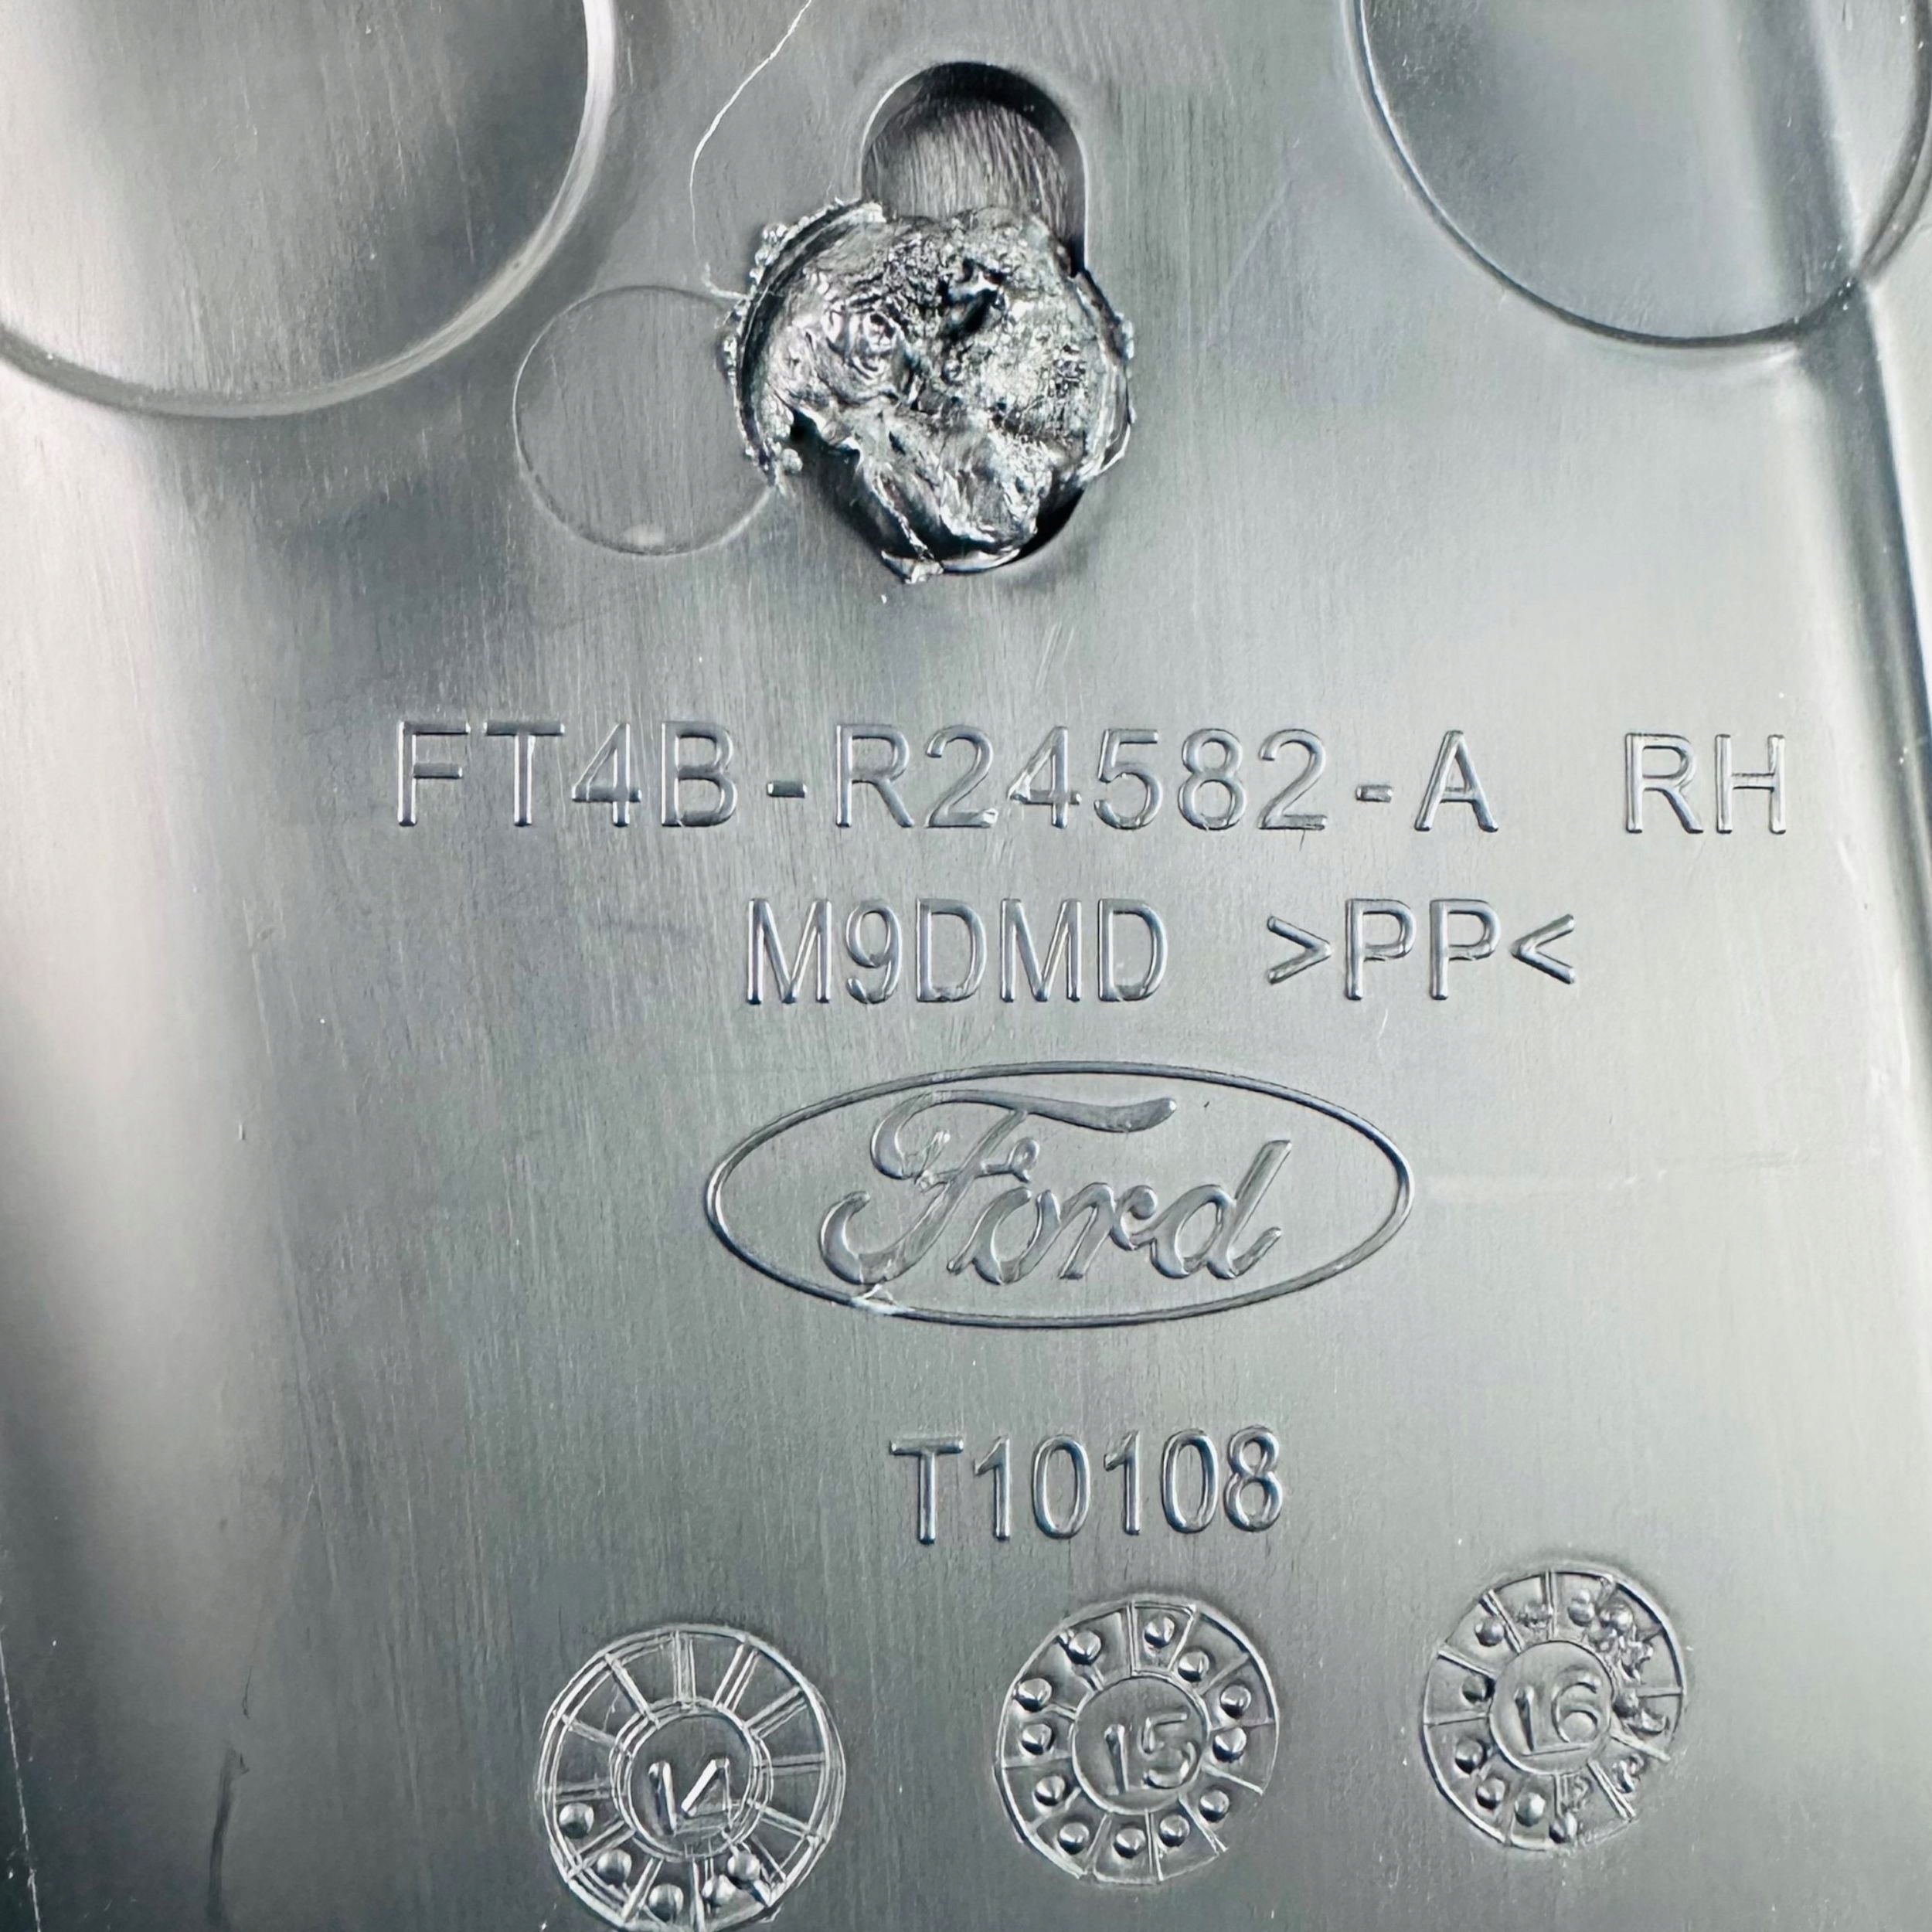 FT4B-R24582-A RH
M9DMD >PP<
Ford
T10108
14 15 16